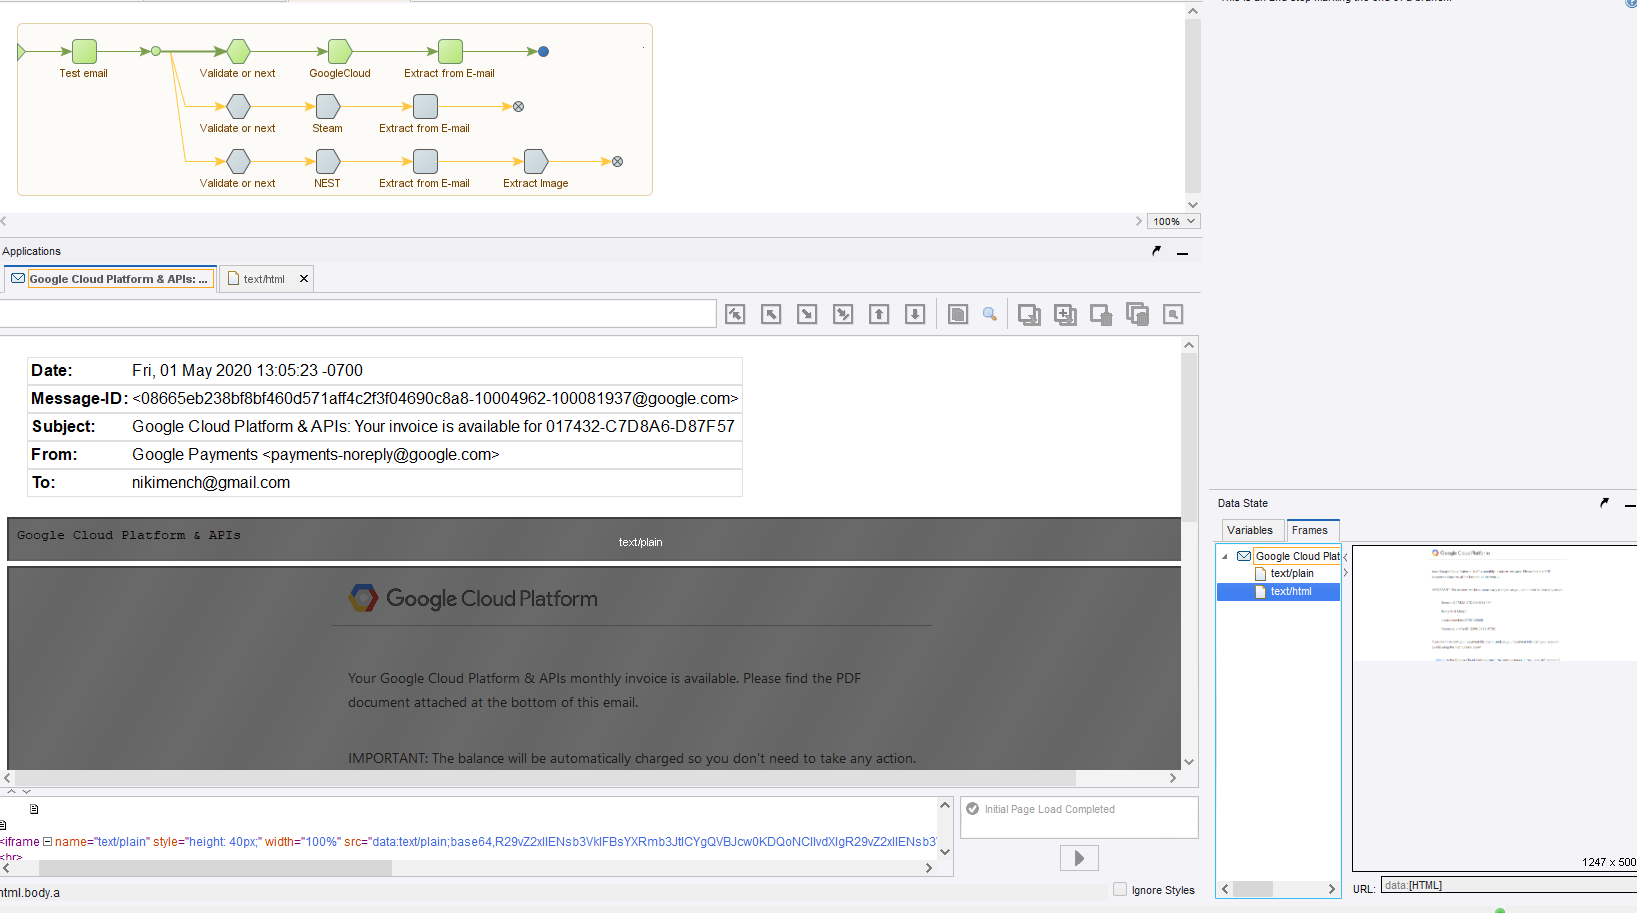 Test email
Validate or next
GoogleCloud
Extract from E-mail
Validate or next
Steam
Extract from E-mail
Validate or next
NEST
Extract from E-mail
Extract Image
100%
Applications
Google Cloud Platform & APIs: ...
text/html
Date: Fri, 01 May 2020 13:05:23 -0700
Message-ID: <08665eb238bf8bf460d571aff4c2f3f04690c8a8-10004962-100081937@google.com>
Subject: Google Cloud Platform & APIs: Your invoice is available for 017432-C7D8A6-D87F57
From: Google Payments <payments-noreply@google.com>
To: nikimench@gmail.com
Google Cloud Platform & APIs
text/plain
Google Cloud Platform
Your Google Cloud Platform & APIs monthly invoice is available. Please find the PDF
document attached at the bottom of this email.
IMPORTANT: The balance will be automatically charged so you don't need to take any action.
<iframe name="text/plain" style="height: 40px;" width="100%" src="data:text/plain;base64,
html.body.a
Initial Page Load Completed
Ignore Styles
Data State
Variables
Frames
Google Cloud Plat
text/plain
text/html
Google Cloud Platform
1247 x 500
URL: data:[HTML]